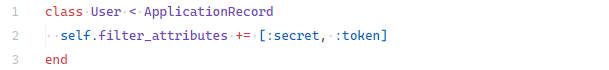 1 class User < ApplicationRecord
2   self.filter_attributes += [:secret, :token]
3 end